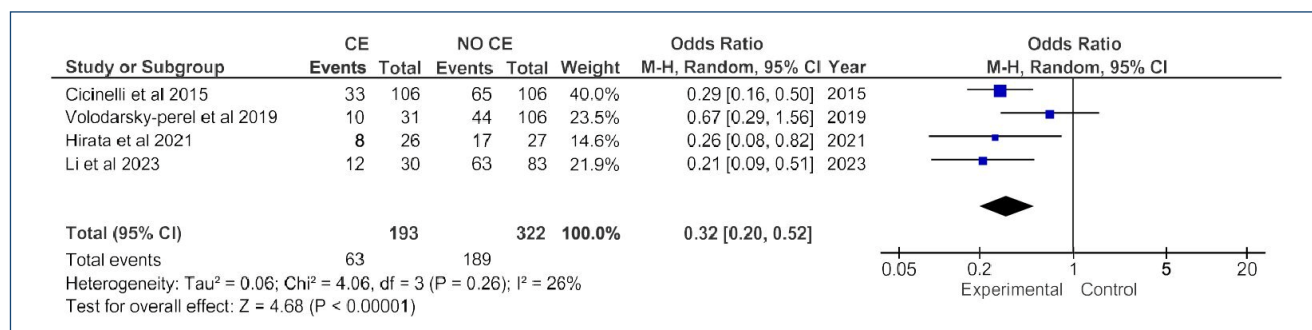 CE NO CE Odds Ratio Odds Ratio
Study or Subgroup Events Total Events Total Weight M-H, Random, 95% CI Year M-H, Random, 95% CI
Cicinelli et al 2015 33 106 65 106 40.0% 0.29 [0.16, 0.50] 2015
Volodarsky-perel et al 2019 10 31 44 106 23.5% 0.67 [0.29, 1.56] 2019
Hirata et al 2021 8 26 17 27 14.6% 0.26 [0.08, 0.82] 2021
Li et al 2023 12 30 63 83 21.9% 0.21 [0.09, 0.51] 2023
Total (95% CI) 193 322 100.0% 0.32 [0.20, 0.52]
Total events 63 189
Heterogeneity: Tau² = 0.06; Chi² = 4.06, df = 3 (P = 0.26); I² = 26%
Test for overall effect: Z = 4.68 (P < 0.00001)
0.05 0.2 1 5 20
Experimental Control